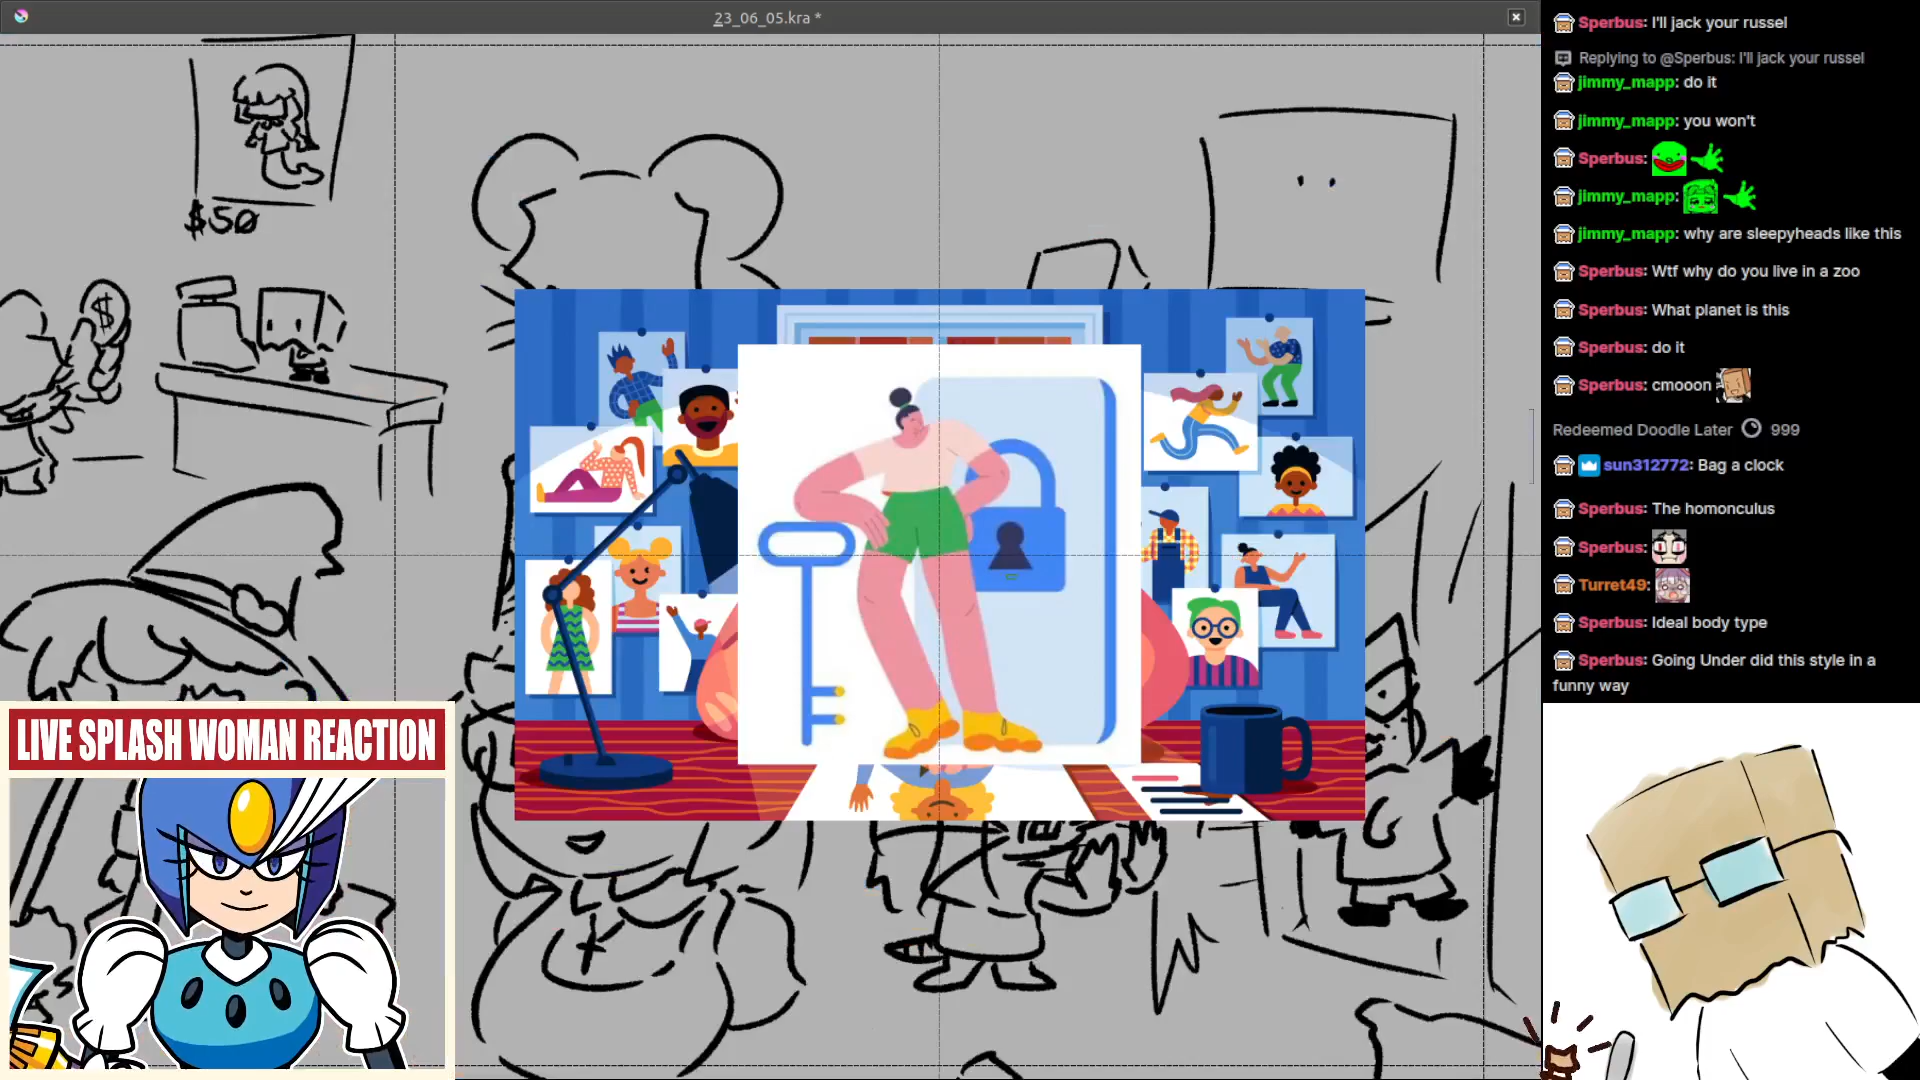 23_06_05.kra *
$50
$
LIVE SPLASH WOMAN REACTION
Sperbus: I'll jack your russel
Replying to @Sperbus: I'll jack your russel
jimmy_mapp: do it
jimmy_mapp: you won't
Sperbus:
jimmy_mapp:
jimmy_mapp: why are sleepyheads like this
Sperbus: Wtf why do you live in a zoo
Sperbus: What planet is this
Sperbus: do it
Sperbus: cmooon
Redeemed Doodle Later 999
sun312772: Bag a clock
Sperbus: The homonculus
Sperbus:
Turret49:
Sperbus: Ideal body type
Sperbus: Going Under did this style in a
funny way